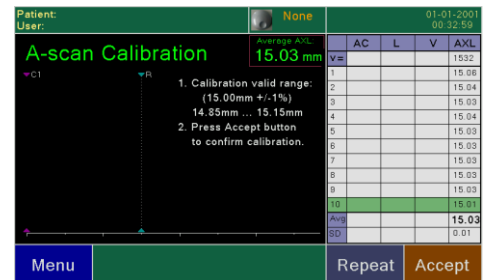 Patient:
User:
None
01-01-2001
00:32:59
A-scan Calibration
Average AXL:
15.03 mm
C1
R
1. Calibration valid range:
(15.00mm +/-1%)
14.85mm ... 15.15mm
2. Press Accept button
to confirm calibration.
AC L V AXL
v= 1532
1 15.06
2 15.04
3 15.03
4 15.04
5 15.03
6 15.03
7 15.03
8 15.03
9 15.03
10 15.01
Avg 15.03
SD 0.01
Menu
Repeat
Accept